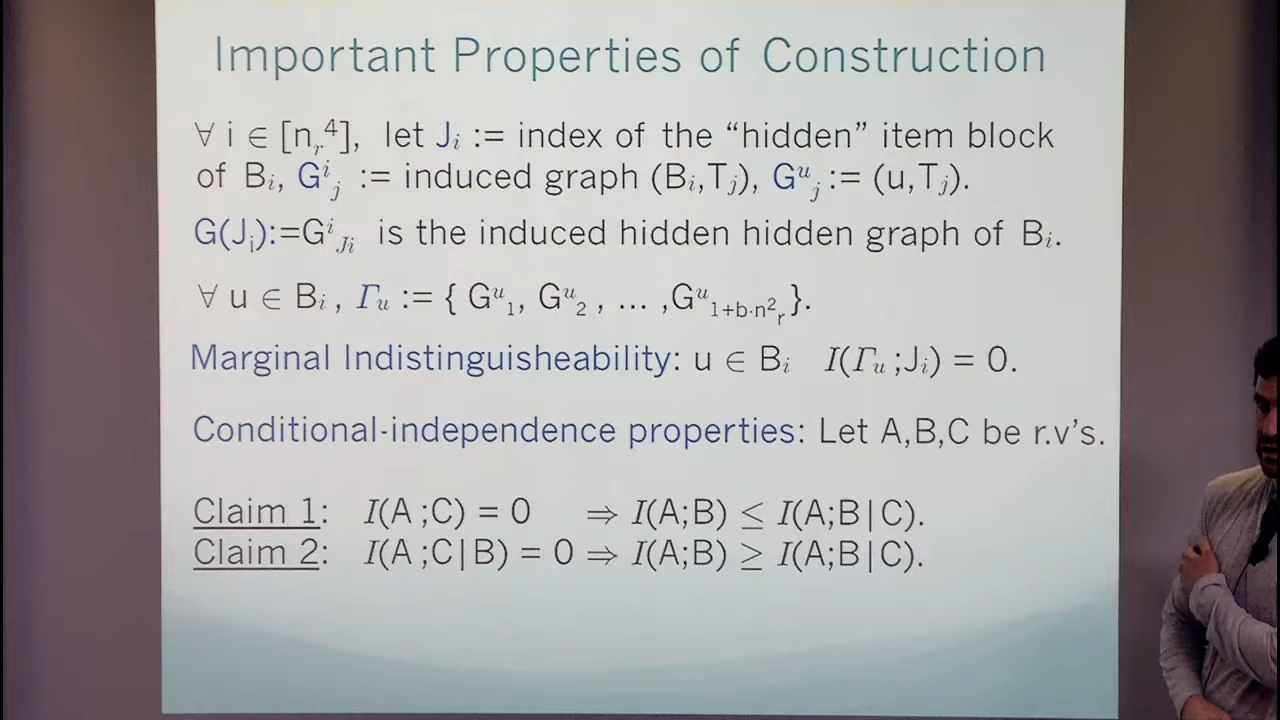 Important Properties of Construction
∀ i ∈ [nᵣ⁴], let Jᵢ := index of the “hidden” item block
of Bᵢ, Gⁱⱼ := induced graph (Bᵢ,Tⱼ), Gᵘⱼ := (u,Tⱼ).
G(Jᵢ):=Gⁱ_Jᵢ is the induced hidden hidden graph of Bᵢ.
∀ u ∈ Bᵢ , Γᵤ := { Gᵘ₁, Gᵘ₂ , ... ,Gᵘ_1+b·n²ᵣ }.
Marginal Indistinguisheability: u ∈ Bᵢ I(Γᵤ ;Jᵢ) = 0.
Conditional-independence properties: Let A,B,C be r.v’s.
Claim 1: I(A ;C) = 0 ⇒ I(A;B) ≤ I(A;B|C).
Claim 2: I(A ;C|B) = 0 ⇒ I(A;B) ≥ I(A;B|C).